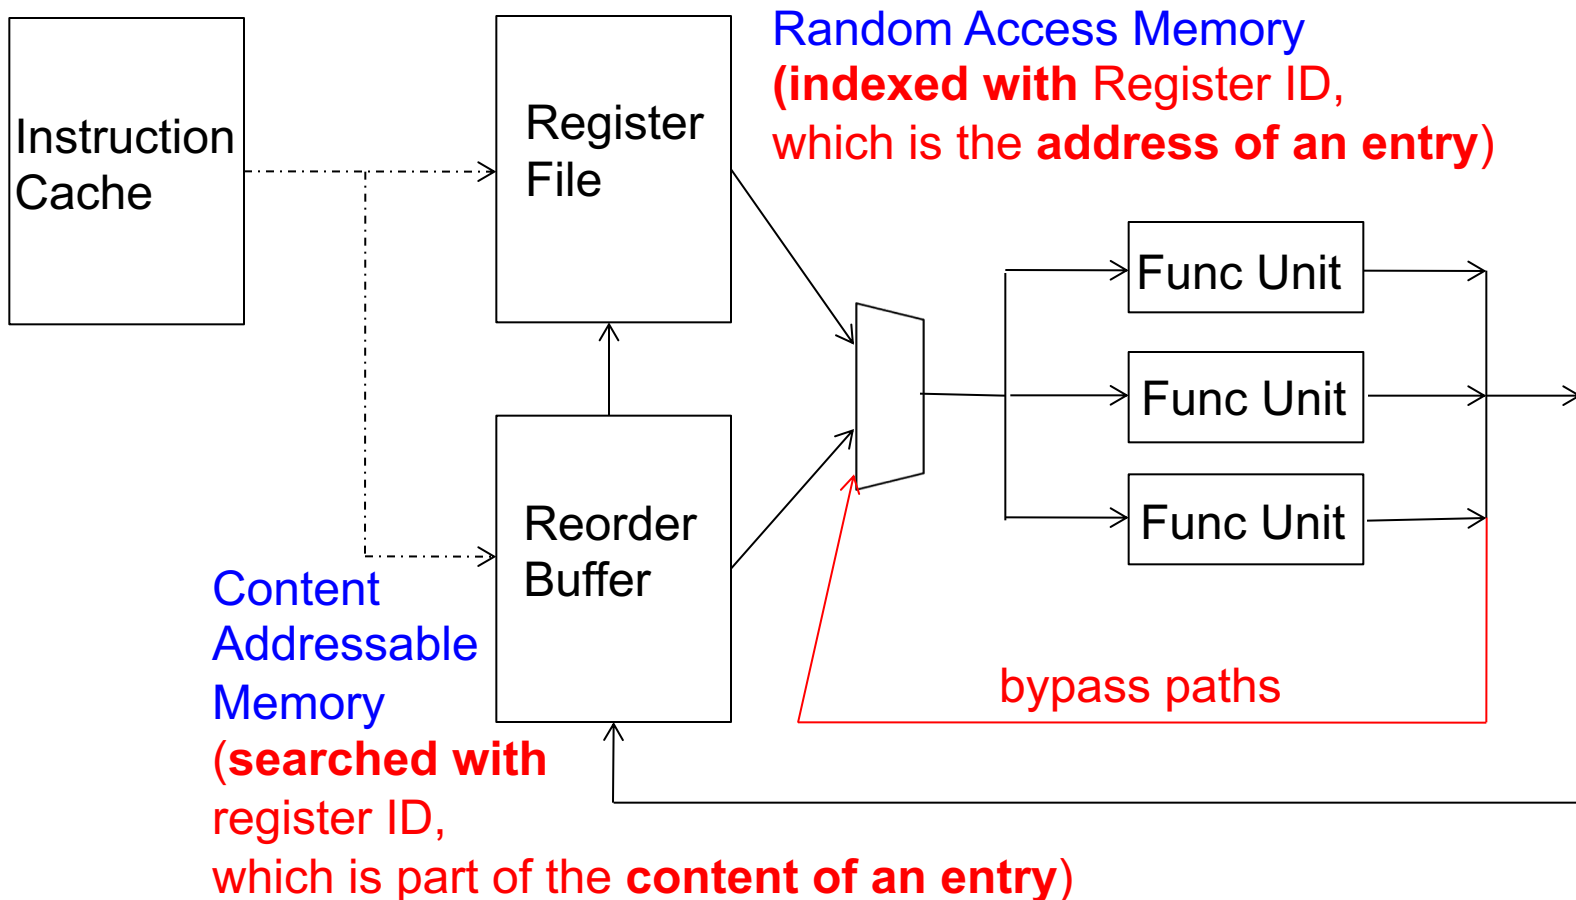 Instruction
Cache
Register
File
Random Access Memory
(indexed with Register ID,
which is the address of an entry)
Func Unit
Func Unit
Func Unit
Reorder
Buffer
Content
Addressable
Memory
(searched with
register ID,
which is part of the content of an entry)
bypass paths